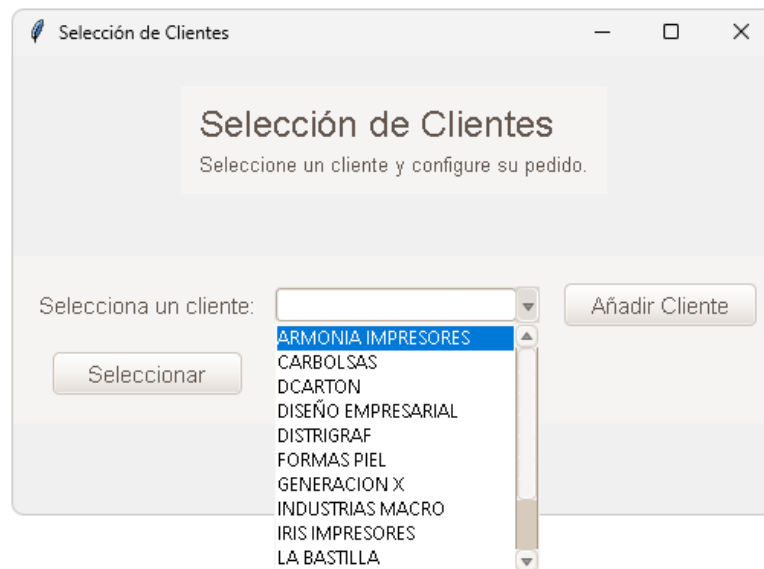 Selección de Clientes
Selección de Clientes
Seleccione un cliente y configure su pedido.
Selecciona un cliente:
Añadir Cliente
Seleccionar
ARMONIA IMPRESORES
CARBOLSAS
DCARTON
DISEÑO EMPRESARIAL
DISTRIGRAF
FORMAS PIEL
GENERACION X
INDUSTRIAS MACRO
IRIS IMPRESORES
LA BASTILLA